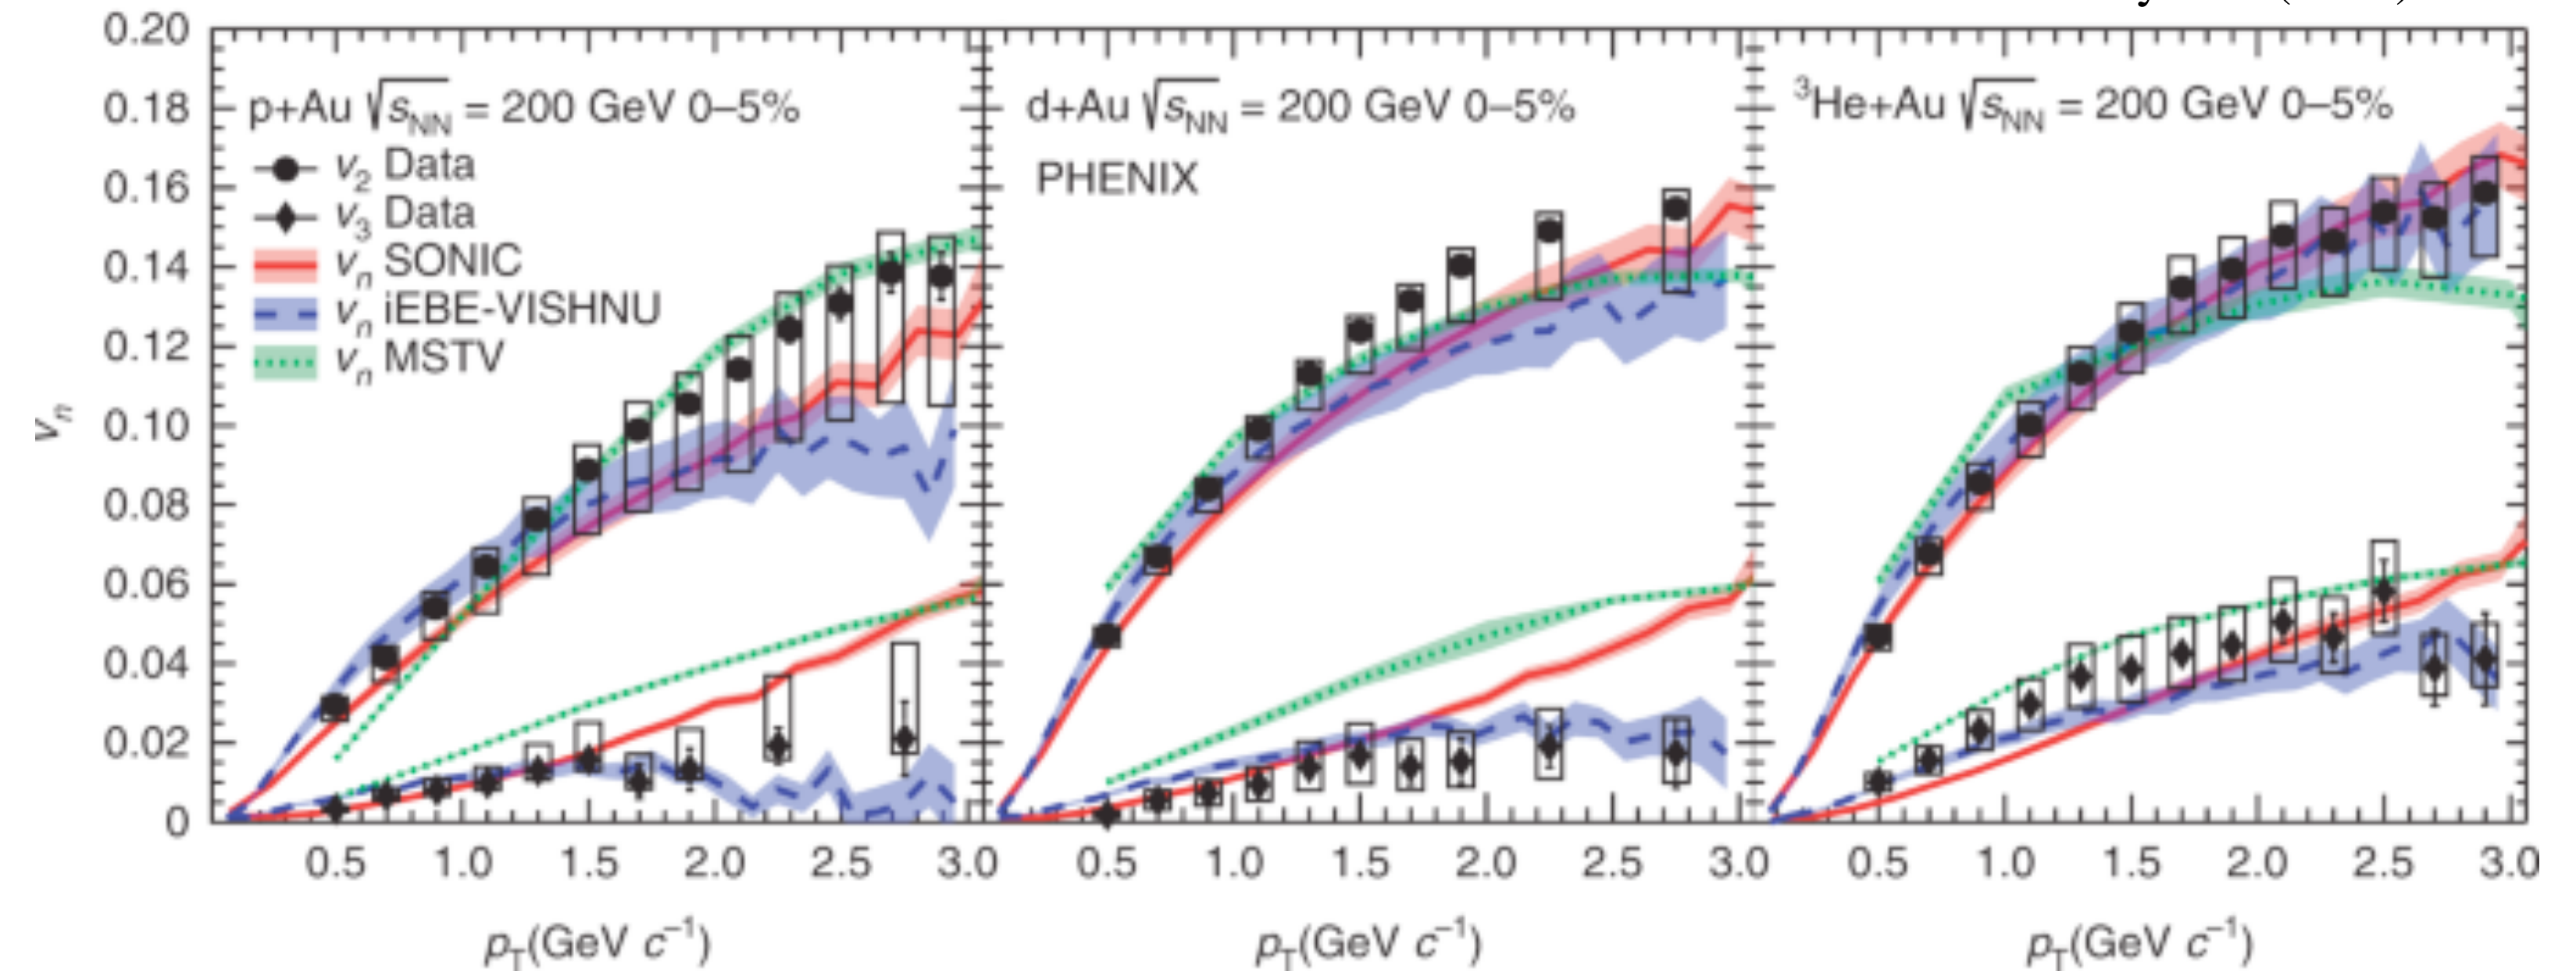 0.20
0.18
0.16
0.14
0.12
0.10
0.08
0.06
0.04
0.02
0
vₙ
p+Au √sNN = 200 GeV 0–5%
v₂ Data
v₃ Data
vₙ SONIC
vₙ iEBE-VISHNU
vₙ MSTV
d+Au √sNN = 200 GeV 0–5%
PHENIX
³He+Au √sNN = 200 GeV 0–5%
0.5 1.0 1.5 2.0 2.5 3.0 0.5 1.0 1.5 2.0 2.5 3.0 0.5 1.0 1.5 2.0 2.5 3.0
pT(GeV c⁻¹) pT(GeV c⁻¹) pT(GeV c⁻¹)